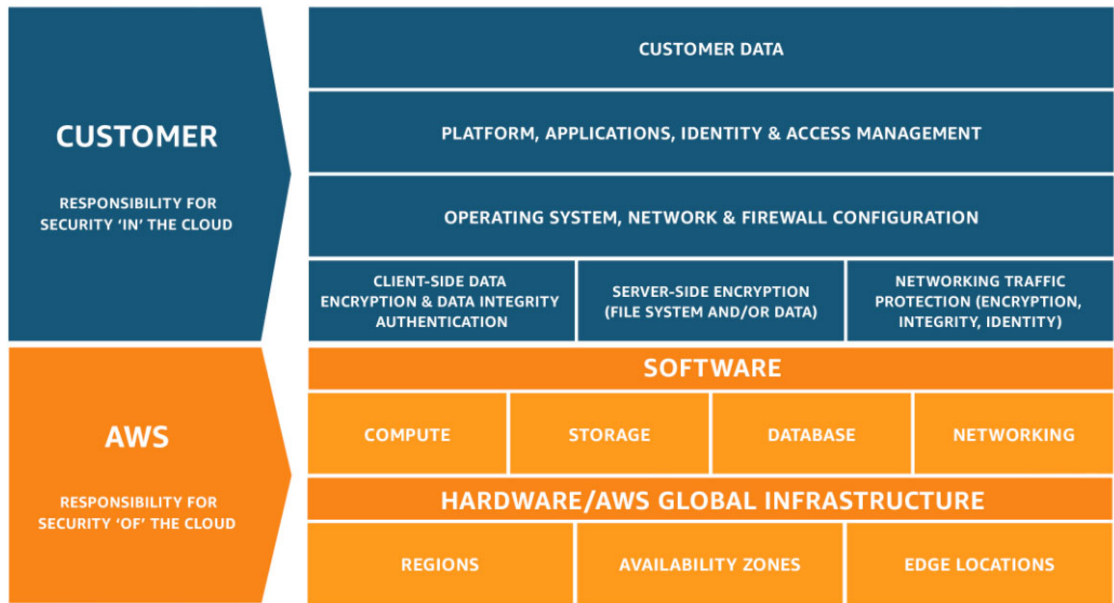 CUSTOMER
RESPONSIBILITY FOR
SECURITY ‘IN’ THE CLOUD
CUSTOMER DATA
PLATFORM, APPLICATIONS, IDENTITY & ACCESS MANAGEMENT
OPERATING SYSTEM, NETWORK & FIREWALL CONFIGURATION
CLIENT-SIDE DATA
ENCRYPTION & DATA INTEGRITY
AUTHENTICATION
SERVER-SIDE ENCRYPTION
(FILE SYSTEM AND/OR DATA)
NETWORKING TRAFFIC
PROTECTION (ENCRYPTION,
INTEGRITY, IDENTITY)
AWS
RESPONSIBILITY FOR
SECURITY ‘OF’ THE CLOUD
SOFTWARE
COMPUTE
STORAGE
DATABASE
NETWORKING
HARDWARE/AWS GLOBAL INFRASTRUCTURE
REGIONS
AVAILABILITY ZONES
EDGE LOCATIONS